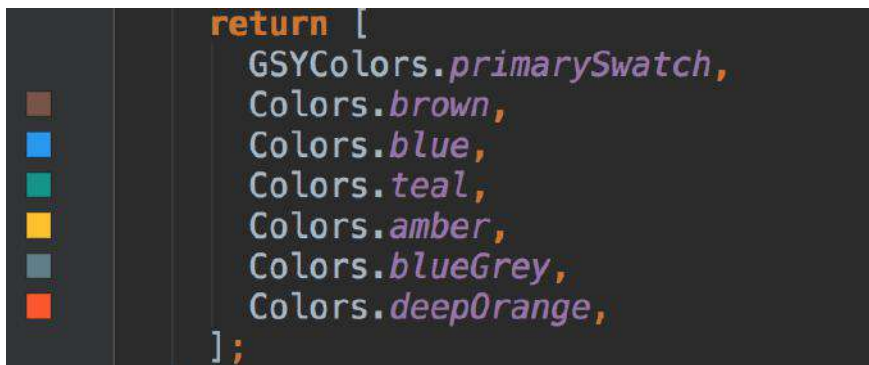 return [
GSYColors.primarySwatch,
Colors.brown,
Colors.blue,
Colors.teal,
Colors.amber,
Colors.blueGrey,
Colors.deepOrange,
];